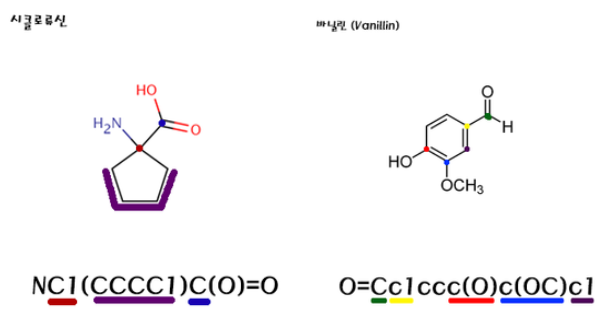 시클로류신
바닐린 (Vanillin)
HO
H₂N
O
O
H
HO
OCH₃
NC1(CCCC1)C(O)=O
O=Cc1ccc(O)c(OC)c1